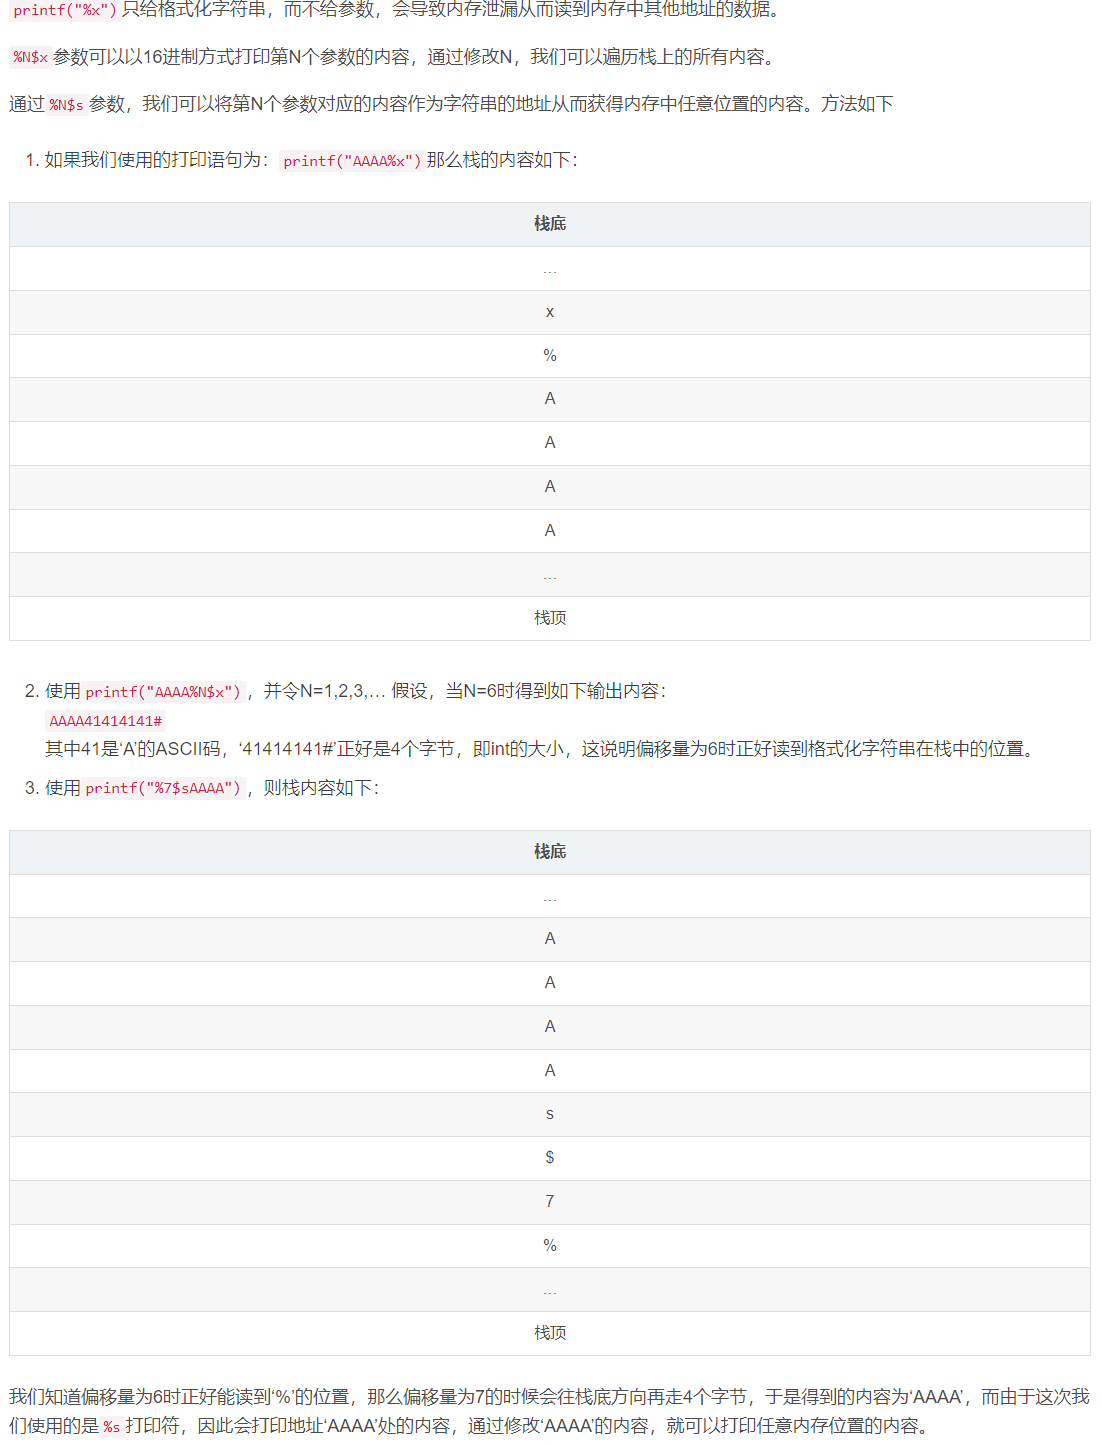 printf("%x")只给格式化字符串，而不给参数，会导致内存泄漏从而读到内存中其他地址的数据。
%N$x参数可以以16进制方式打印第N个参数的内容，通过修改N，我们可以遍历栈上的所有内容。
通过%N$s参数，我们可以将第N个参数对应的内容作为字符串的地址从而获得内存中任意位置的内容。方法如下
1. 如果我们使用的打印语句为：printf("AAAA%x")那么栈的内容如下：
栈底
...
x
%
A
A
A
A
...
栈顶
2. 使用printf("AAAA%N$x")，并令N=1,2,3,... 假设，当N=6时得到如下输出内容：
AAAA41414141#
其中41是‘A’的ASCII码，‘41414141#’正好是4个字节，即int的大小，这说明偏移量为6时正好读到格式化字符串在栈中的位置。
3. 使用printf("%7$sAAAA")，则栈内容如下：
栈底
...
A
A
A
A
s
$
7
%
...
栈顶
我们知道偏移量为6时正好能读到‘%’的位置，那么偏移量为7的时候会往栈底方向再走4个字节，于是得到的内容为‘AAAA’，而由于这次我
们使用的是%s打印符，因此会打印地址‘AAAA’处的内容，通过修改‘AAAA’的内容，就可以打印任意内存位置的内容。